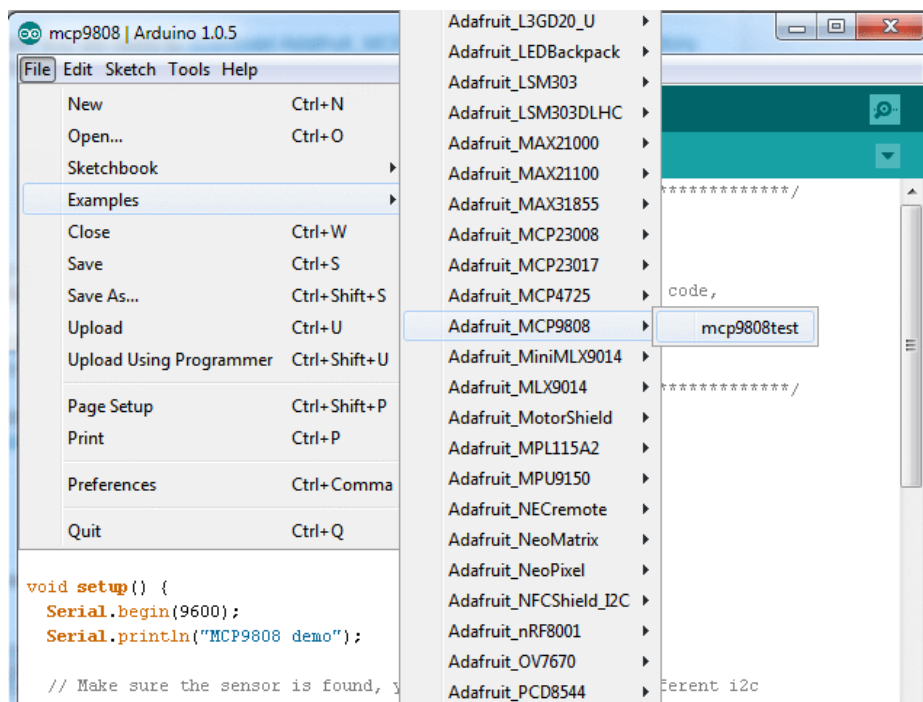 mcp9808 | Arduino 1.0.5
File Edit Sketch Tools Help
New Ctrl+N
Open... Ctrl+O
Sketchbook
Examples
Close Ctrl+W
Save Ctrl+S
Save As... Ctrl+Shift+S
Upload Ctrl+U
Upload Using Programmer Ctrl+Shift+U
Page Setup Ctrl+Shift+P
Print Ctrl+P
Preferences Ctrl+Comma
Quit Ctrl+Q
Adafruit_L3GD20_U
Adafruit_LEDBackpack
Adafruit_LSM303
Adafruit_LSM303DLHC
Adafruit_MAX21000
Adafruit_MAX21100
Adafruit_MAX31855
Adafruit_MCP23008
Adafruit_MCP23017
Adafruit_MCP4725
Adafruit_MCP9808
Adafruit_MiniMLX9014
Adafruit_MLX9014
Adafruit_MotorShield
Adafruit_MPL115A2
Adafruit_MPU9150
Adafruit_NECremote
Adafruit_NeoMatrix
Adafruit_NeoPixel
Adafruit_NFCShield_I2C
Adafruit_nRF8001
Adafruit_OV7670
Adafruit_PCD8544
mcp9808test
*************/
code,
*************/
void setup() {
Serial.begin(9600);
Serial.println("MCP9808 demo");
// Make sure the sensor is found, y ferent i2c